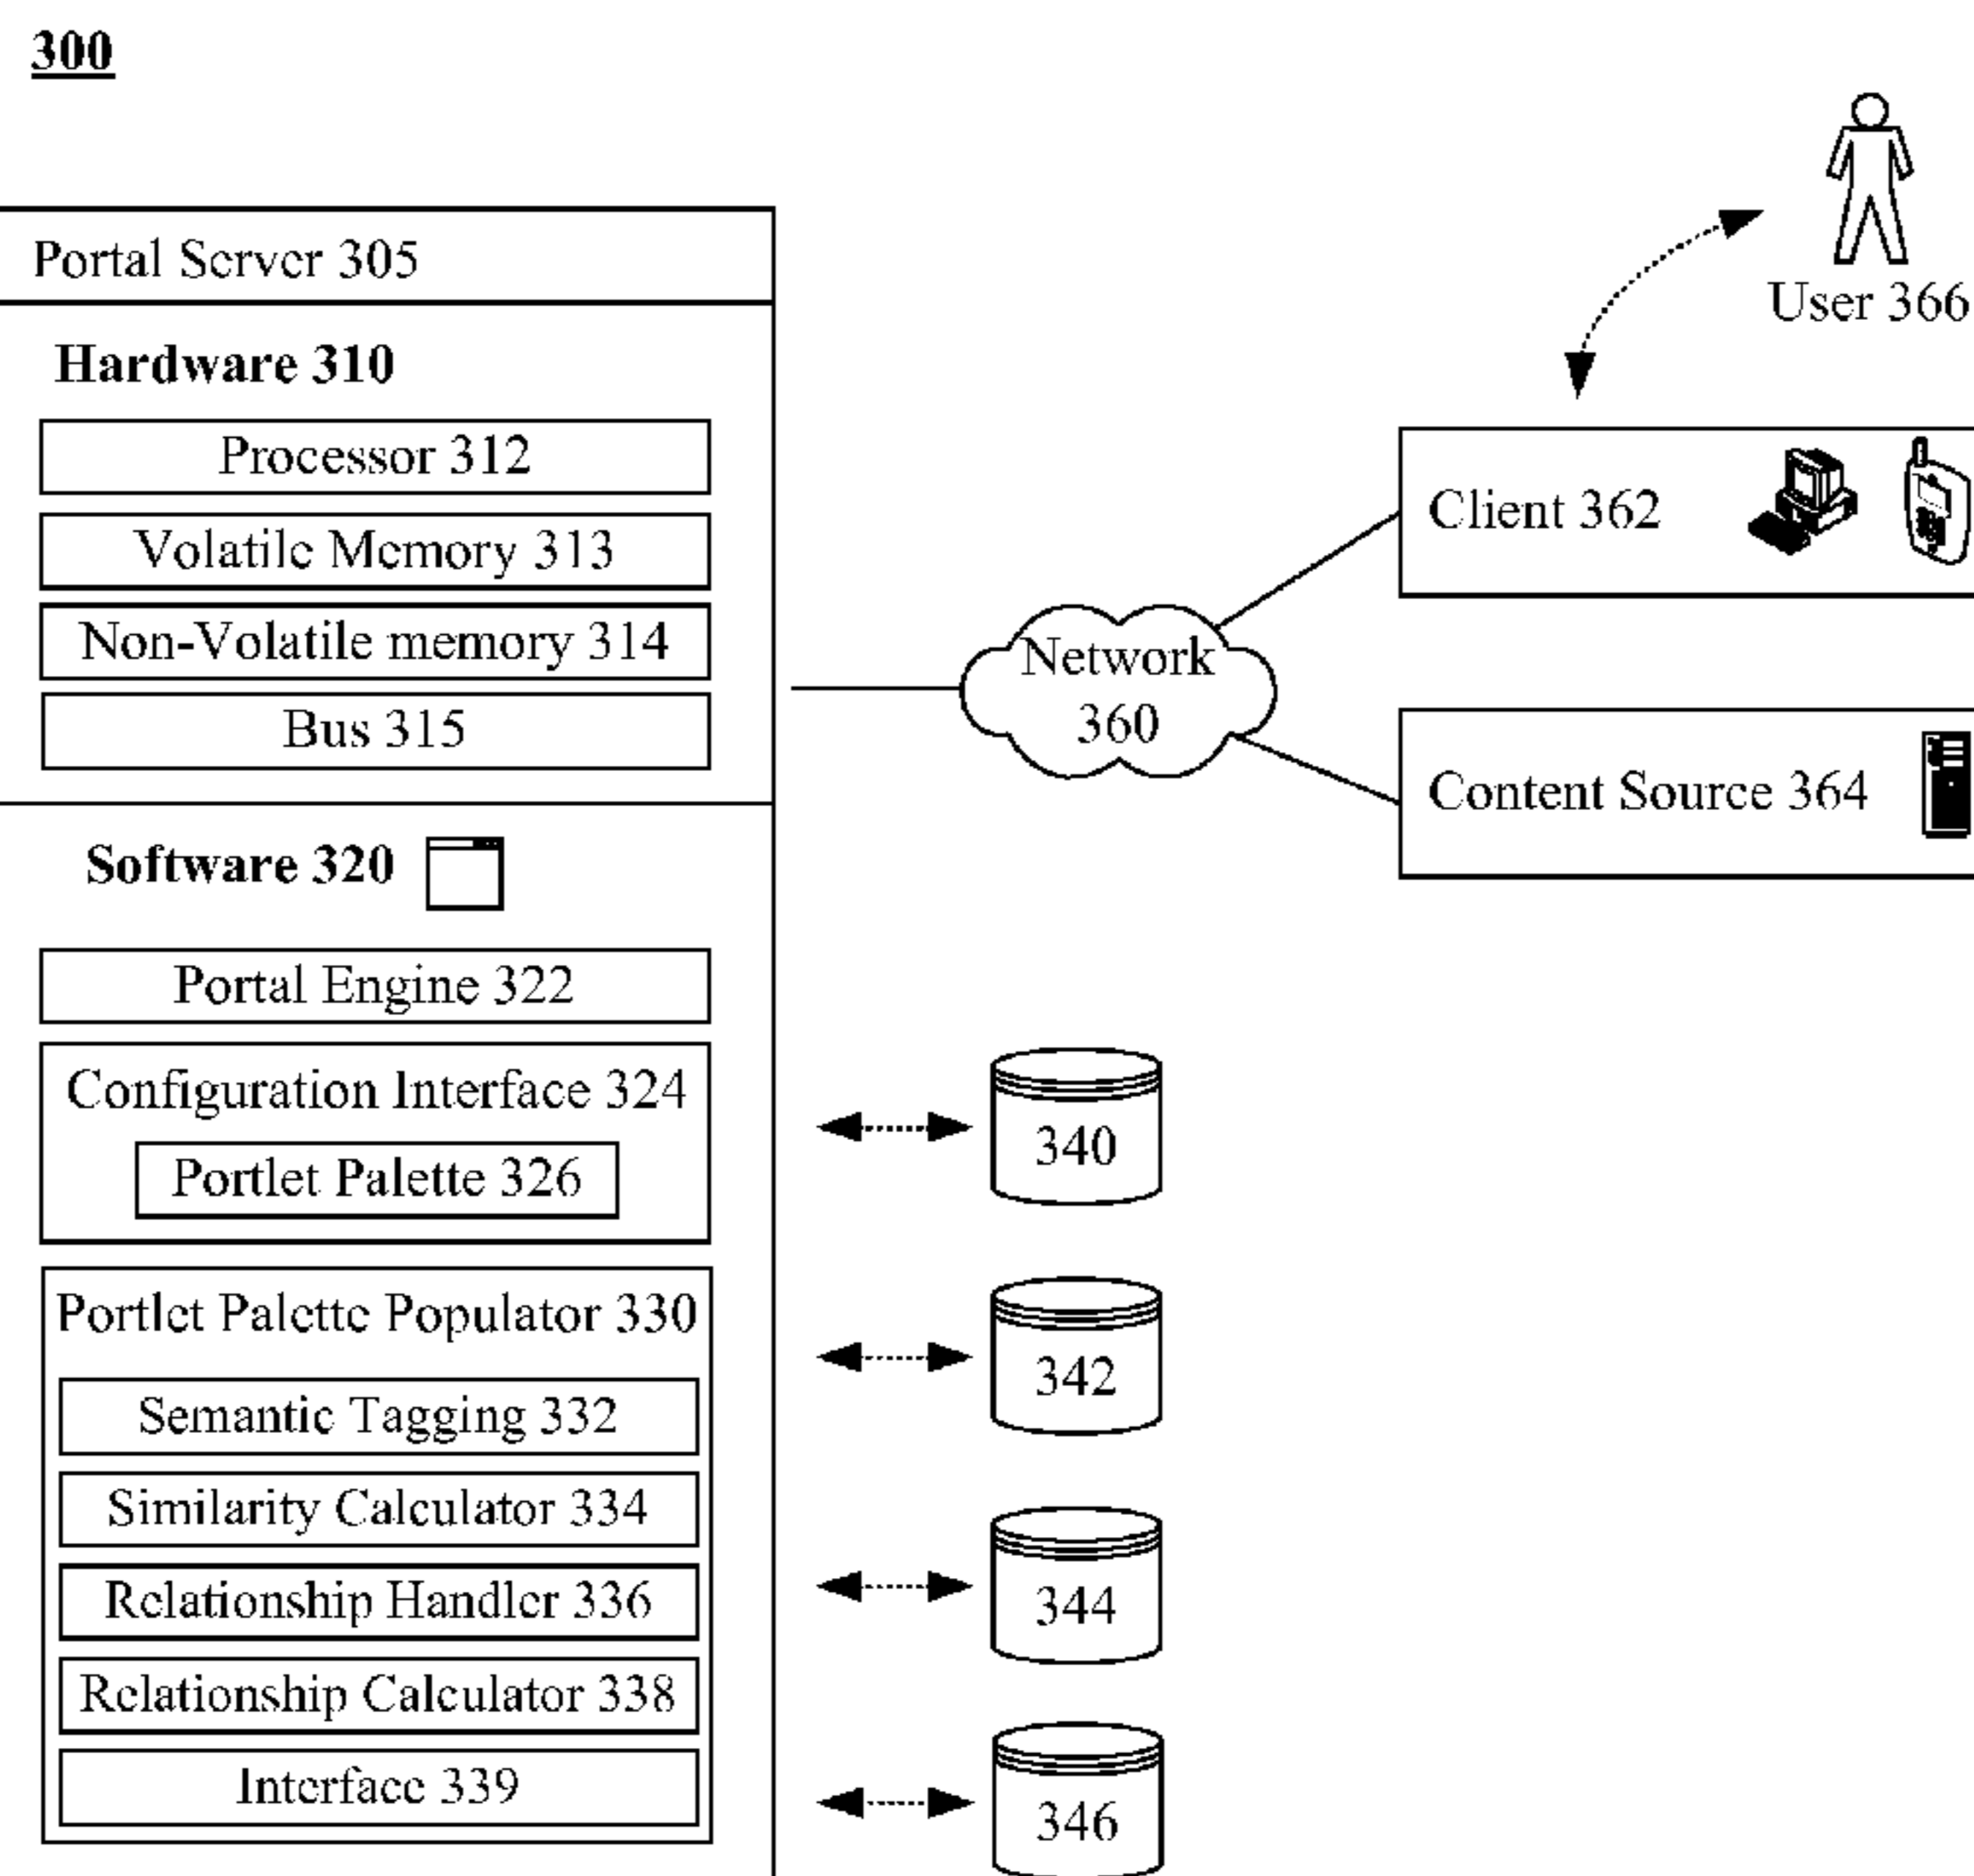 300
Portal Server 305
Hardware 310
Processor 312
Volatile Memory 313
Non-Volatile memory 314
Bus 315
Software 320
Portal Engine 322
Configuration Interface 324
Portlet Palette 326
Portlet Palette Populator 330
Semantic Tagging 332
Similarity Calculator 334
Relationship Handler 336
Relationship Calculator 338
Interface 339
Network
360
User 366
Client 362
Content Source 364
340
342
344
346